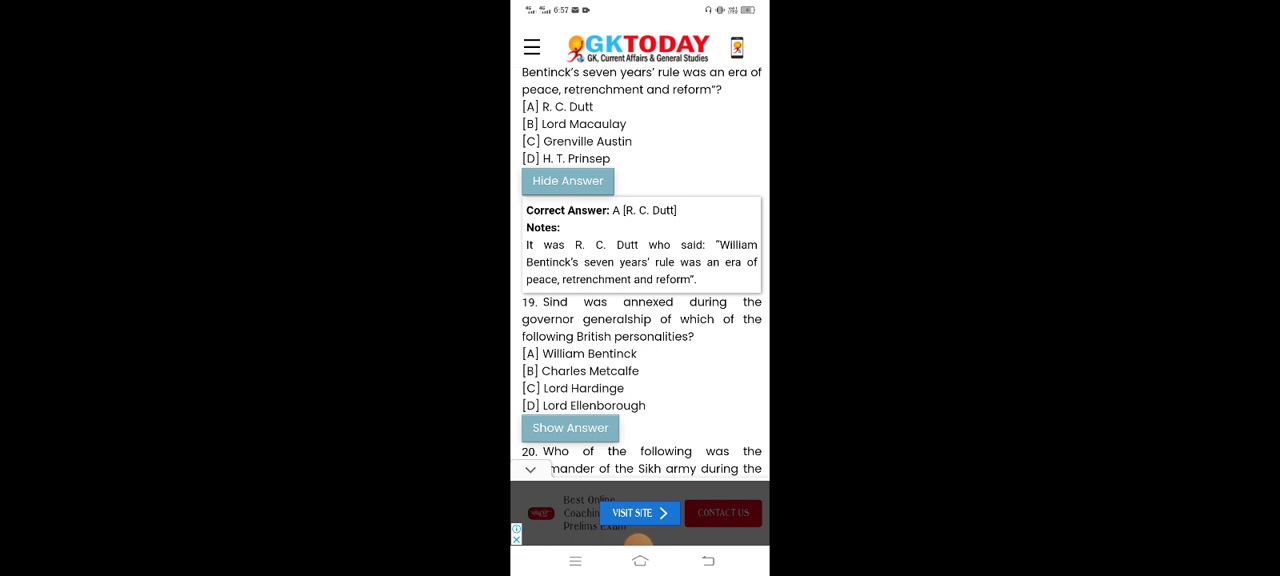 6:57
GKTODAY
GK, Current Affairs & General Studies
Bentinck's seven years' rule was an era of
peace, retrenchment and reform"?
[A] R. C. Dutt
[B] Lord Macaulay
[C] Grenville Austin
[D] H. T. Prinsep
Hide Answer
Correct Answer: A [R. C. Dutt]
Notes:
It was R. C. Dutt who said: "William
Bentinck's seven years' rule was an era of
peace, retrenchment and reform".
19. Sind was annexed during the
governor generalship of which of the
following British personalities?
[A] William Bentinck
[B] Charles Metcalfe
[C] Lord Hardinge
[D] Lord Ellenborough
Show Answer
20. Who of the following was the
mander of the Sikh army during the
Best Online
Coachin
Prelims Exam
VISIT SITE
CONTACT US